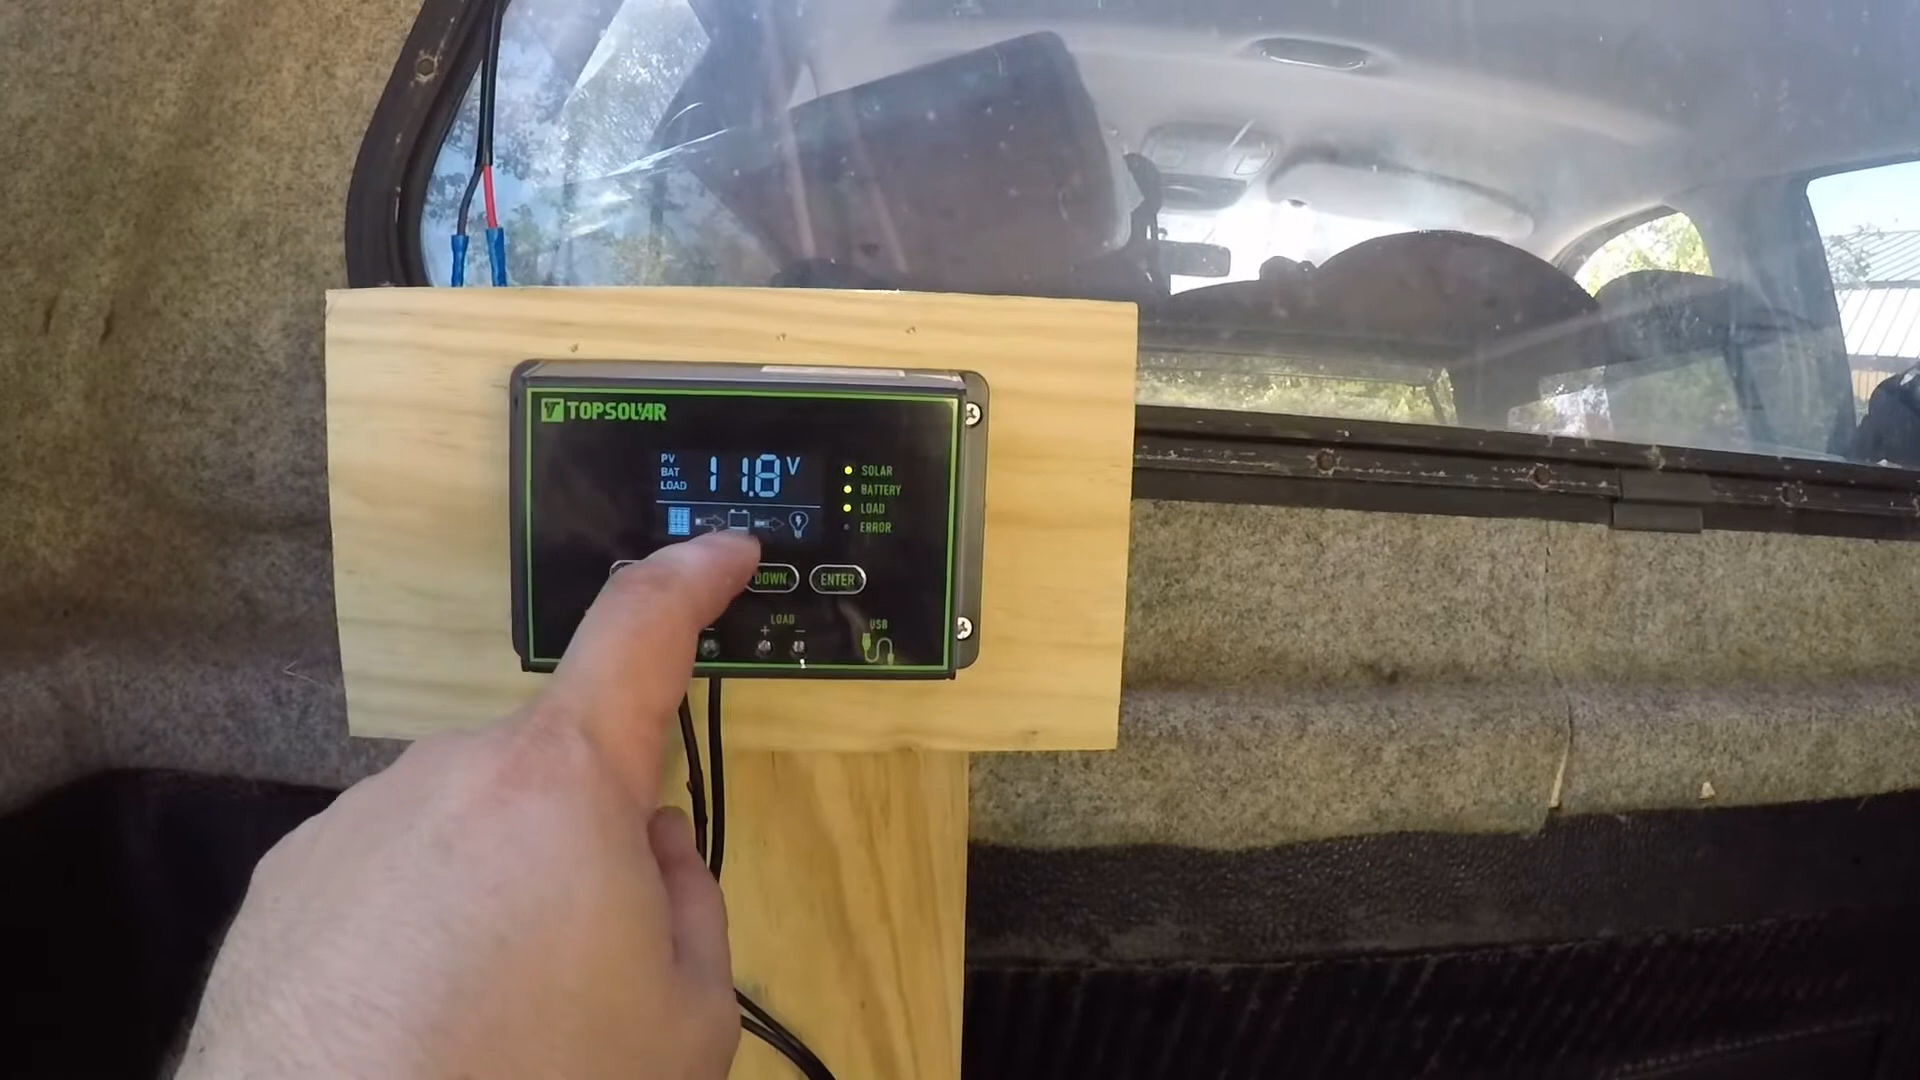 TOPSOLAR
PV
BAT
LOAD
11.8 V
SOLAR
BATTERY
LOAD
ERROR
DOWN
ENTER
LOAD
+ −
USB